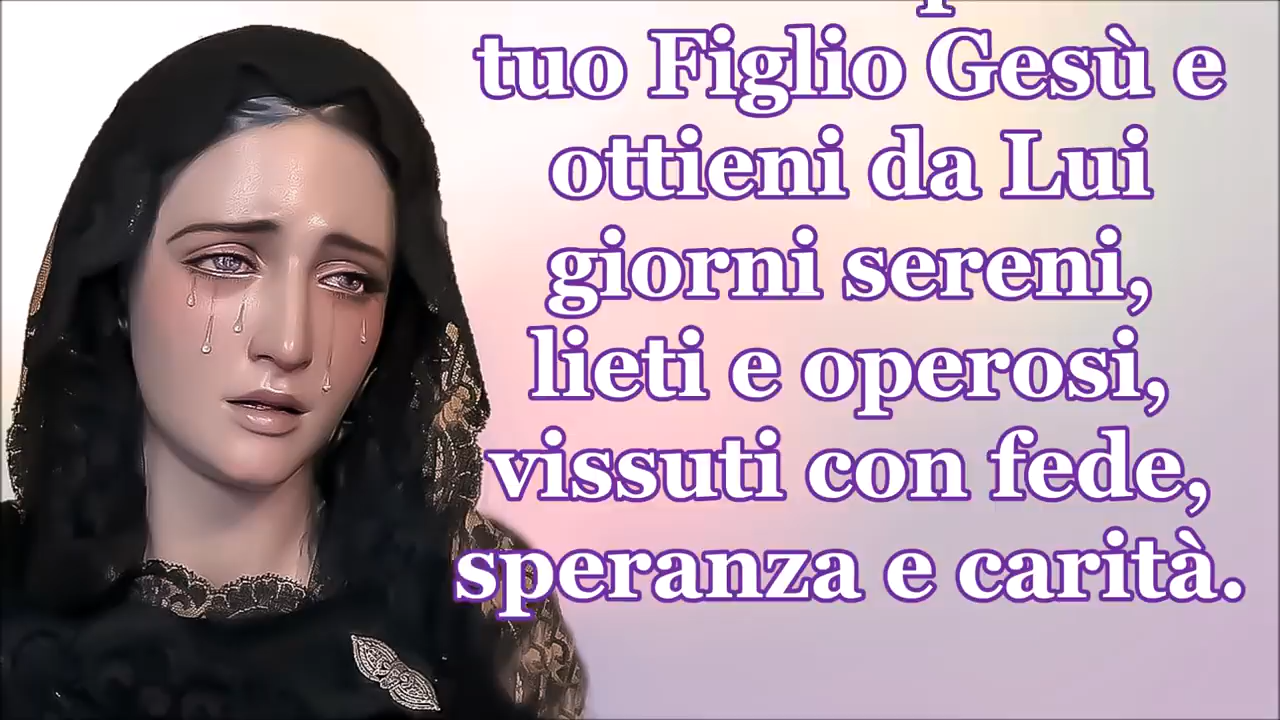 tuo Figlio Gesù e
ottieni da Lui
giorni sereni,
lieti e operosi,
vissuti con fede,
speranza e carità.